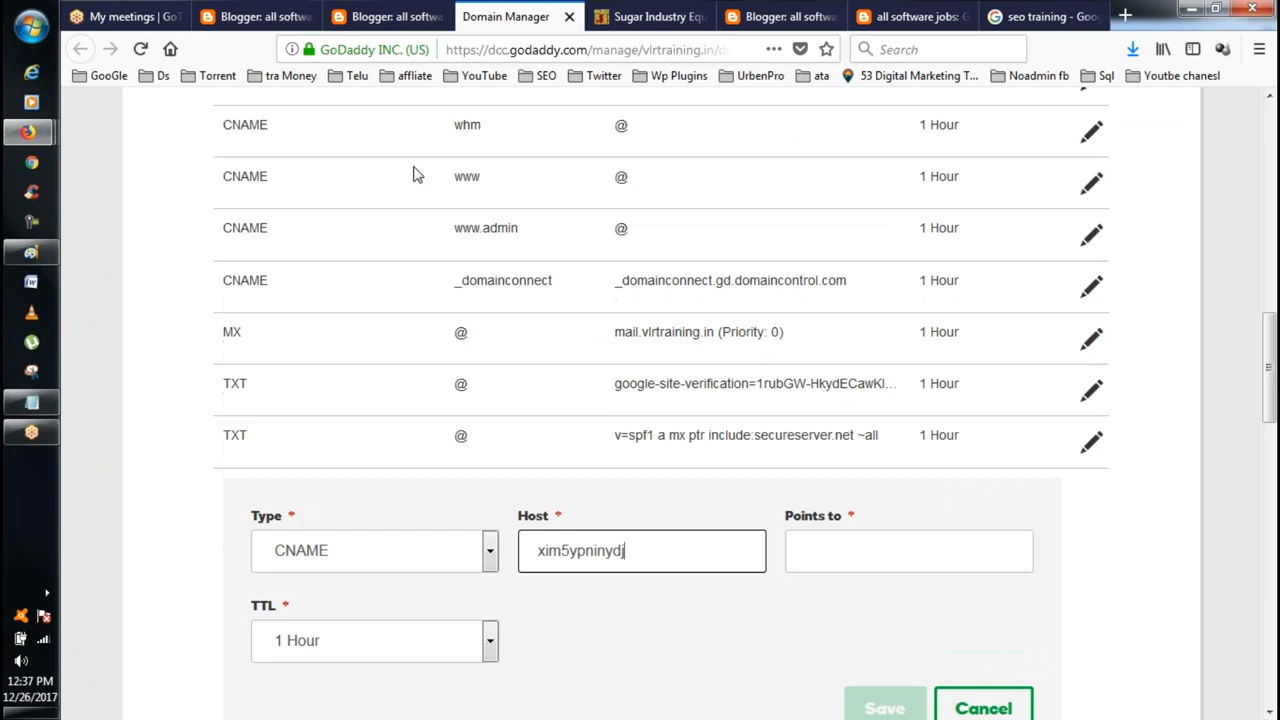 My meetings | GoT
Blogger: all softwa
Blogger: all softwa
Domain Manager
Sugar Industry Equ
Blogger: all softwa
all software jobs: G
seo training - Goo
GoDaddy INC. (US)
https://dcc.godaddy.com/manage/vlrtraining.in/d
Search
GooGle
Ds
Torrent
tra Money
Telu
affliate
YouTube
SEO
Twitter
Wp Plugins
UrbenPro
ata
53 Digital Marketing T...
Noadmin fb
Sql
Youtbe chanesl
CNAME whm @ 1 Hour
CNAME www @ 1 Hour
CNAME www.admin @ 1 Hour
CNAME _domainconnect _domainconnect.gd.domaincontrol.com 1 Hour
MX @ mail.vlrtraining.in (Priority: 0) 1 Hour
TXT @ google-site-verification=1rubGW-HkydECawKl... 1 Hour
TXT @ v=spf1 a mx ptr include:secureserver.net ~all 1 Hour
Type * Host * Points to *
CNAME xim5ypninydj
TTL *
1 Hour
Save Cancel
12:37 PM
12/26/2017